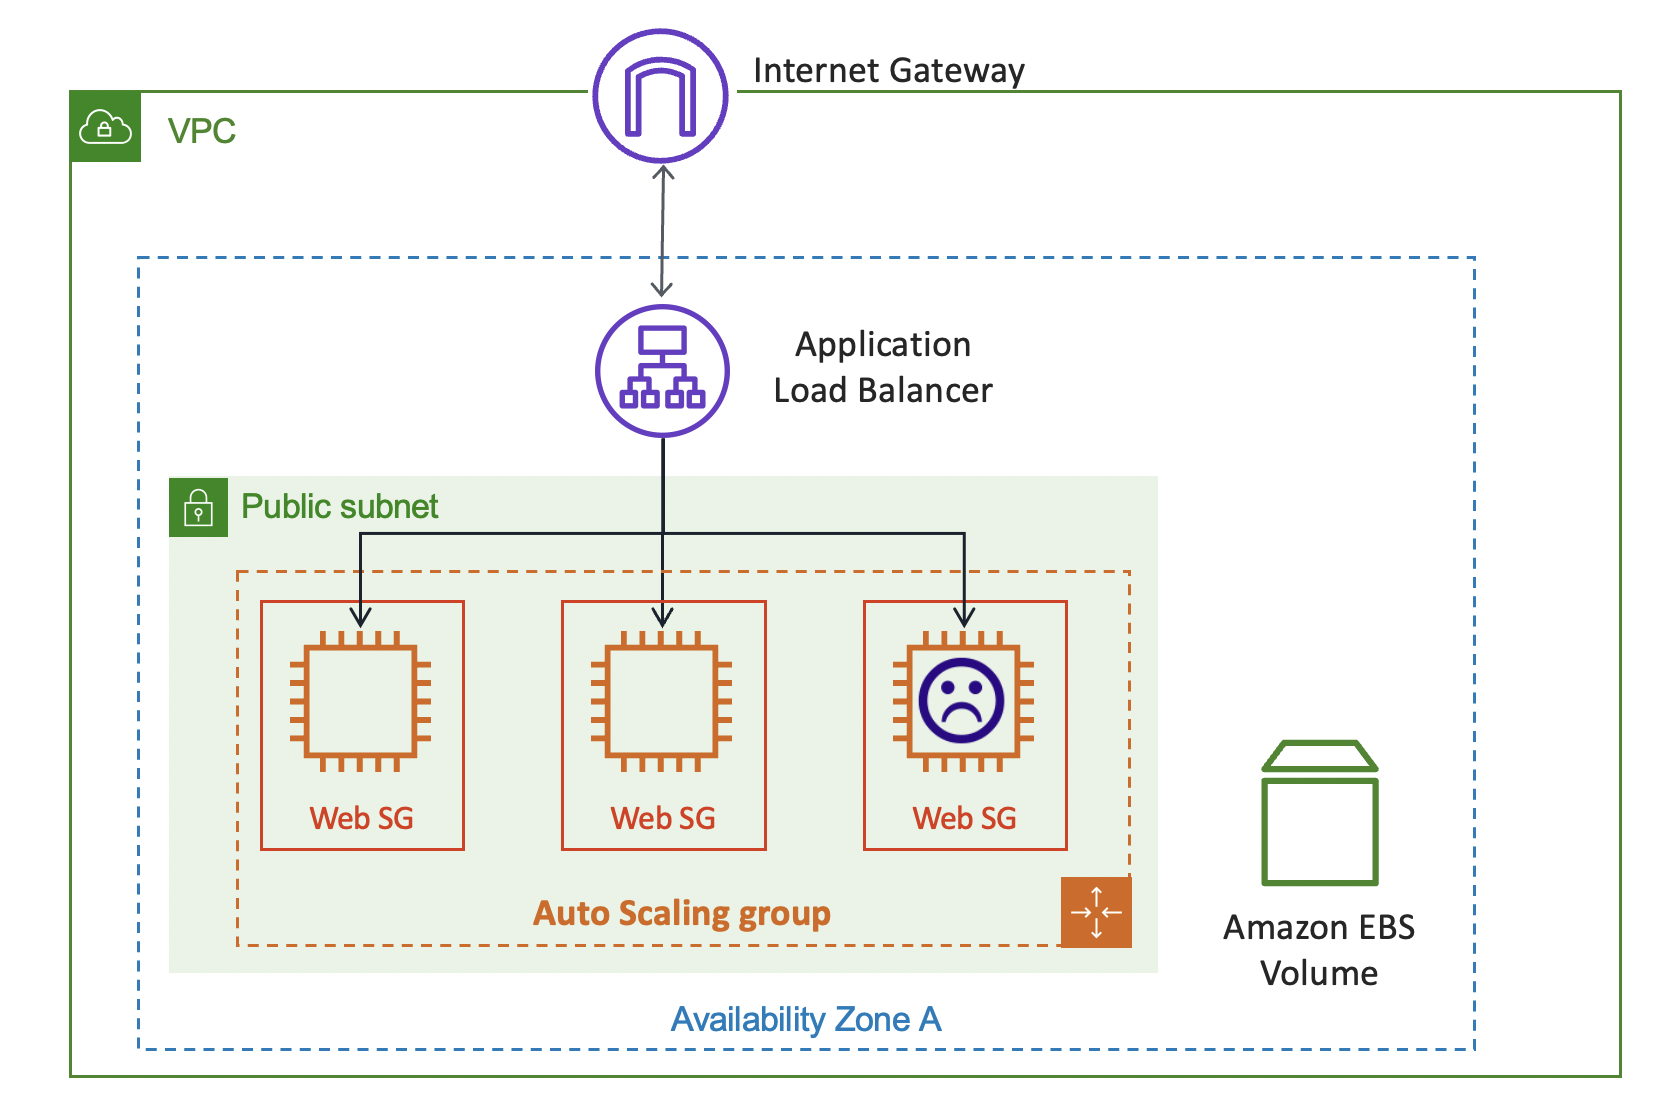 Internet Gateway
VPC
Application
Load Balancer
Public subnet
Web SG
Web SG
Web SG
Auto Scaling group
Amazon EBS
Volume
Availability Zone A